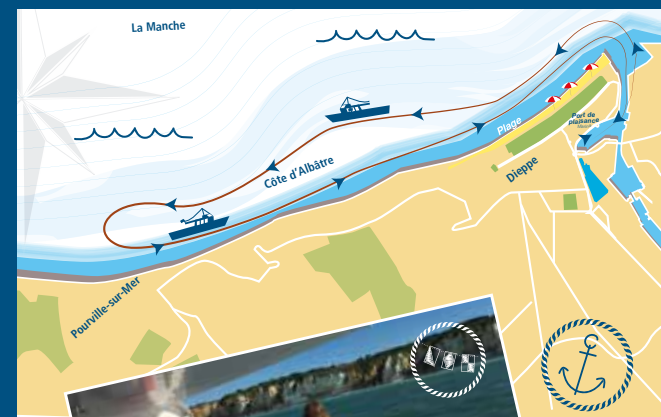 La Manche
Port de
plaisance
Plage
Côte d'Albâtre
Dieppe
Pourville-sur-Mer